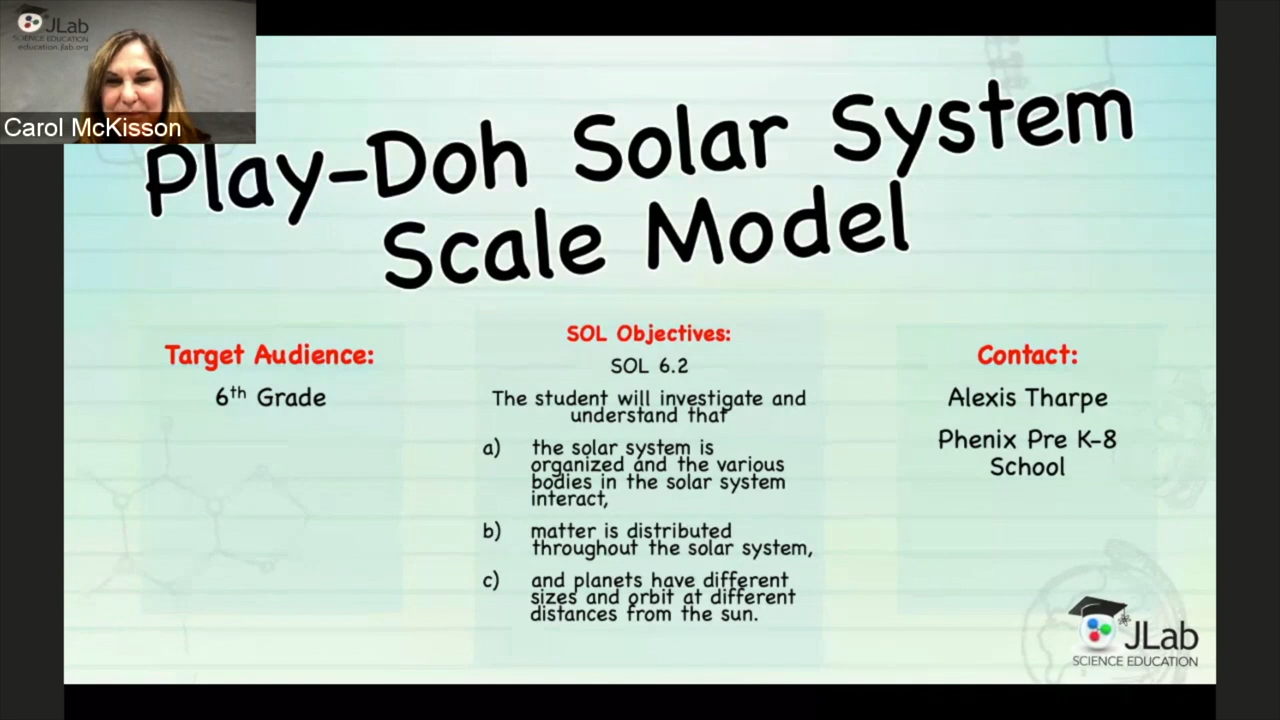 JLab
SCIENCE EDUCATION
education.jlab.org
Carol McKisson
Play-Doh Solar System
Scale Model
Target Audience:
6th Grade
SOL Objectives:
SOL 6.2
The student will investigate and
understand that
a) the solar system is
organized and the various
bodies in the solar system
interact,
b) matter is distributed
throughout the solar system,
c) and planets have different
sizes and orbit at different
distances from the sun.
Contact:
Alexis Tharpe
Phenix Pre K-8
School
JLab
SCIENCE EDUCATION